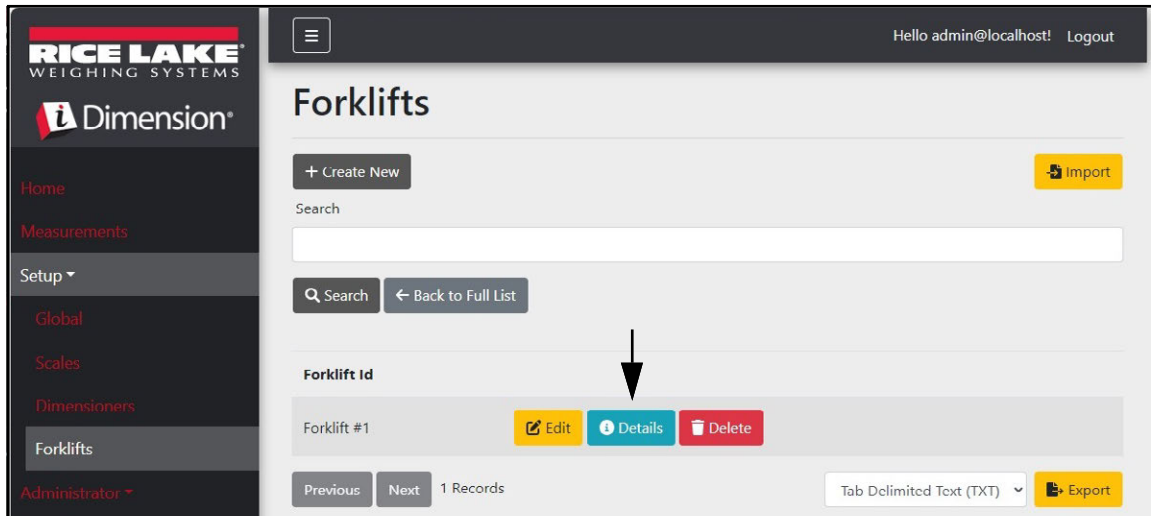 RICE LAKE®
WEIGHING SYSTEMS
i Dimension®
Home
Measurements
Setup
Global
Scales
Dimensioners
Forklifts
Administrator
Hello admin@localhost! Logout
Forklifts
+ Create New
Import
Search
Search
← Back to Full List
Forklift Id
Forklift #1 Edit Details Delete
Previous Next 1 Records
Tab Delimited Text (TXT) Export